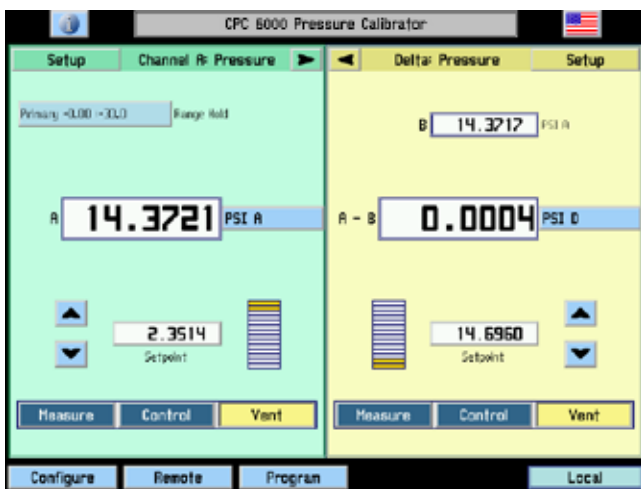 CPC 6000 Pressure Calibrator
Setup Channel A: Pressure
Delta: Pressure Setup
Primary
Range Hold
B 14.3717 PSI A
A 14.3721 PSI A
A - B 0.0004 PSI D
2.3514
Setpoint
14.6960
Setpoint
Measure Control Vent
Measure Control Vent
Configure Remote Program Local